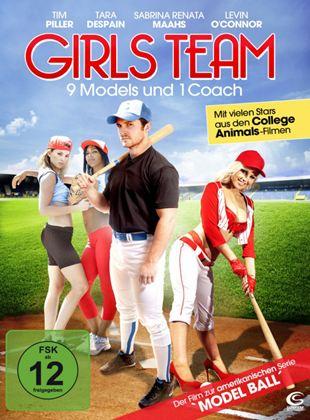 TIM PILLER
TARA DESPAIN
SABRINA RENATA MAAHS
LEVIN O'CONNOR
GIRLS TEAM
9 Models und 1 Coach
Mit vielen Stars
aus den College
Animals-Filmen
FSK
ab
12
freigegeben
Der Film zur amerikanischen Serie
MODEL BALL
SUNFILM